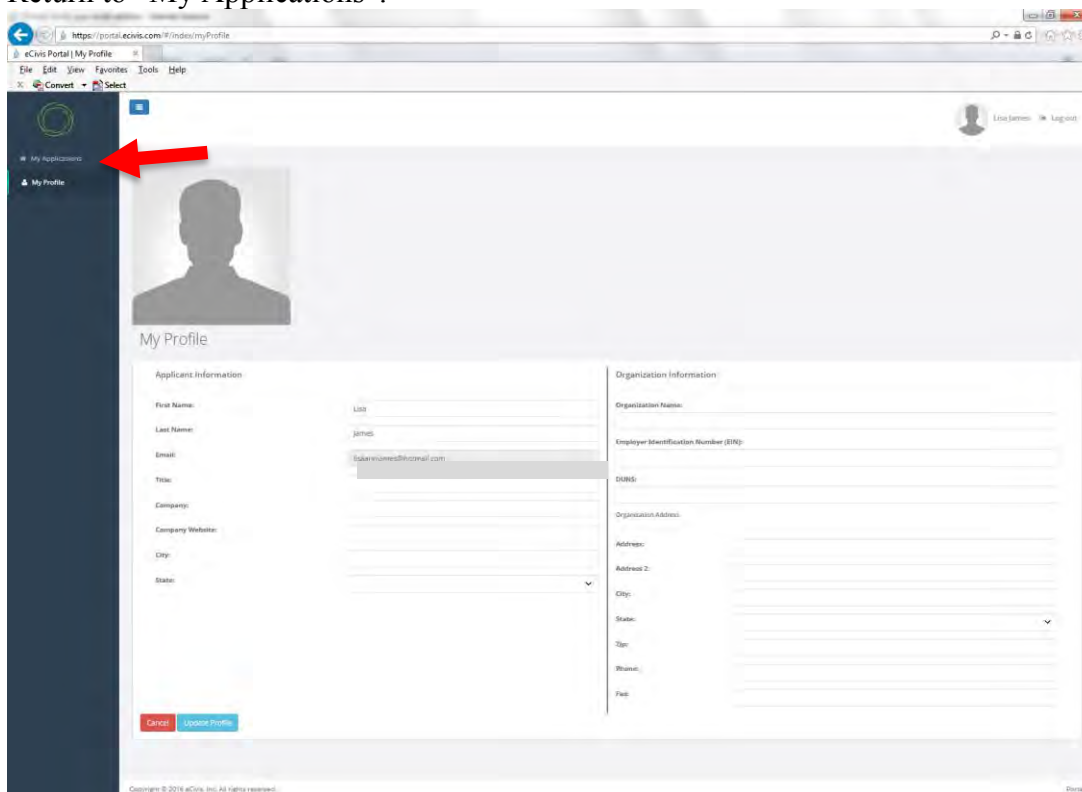 Return to "My Applications".
https://portal.ecivis.com/#/index/myProfile
eCivis Portal | My Profile
File Edit View Favorites Tools Help
Convert Select
Lisa James Log out
My Applications
My Profile
My Profile
Applicant Information
First Name:
Lisa
Last Name:
James
Email:
Title:
Company:
Company Website:
City:
State:
Organization Information
Organization Name:
Employer Identification Number (EIN):
DUNS:
Organization Address
Address:
Address 2:
City:
State:
Zip:
Phone:
Fax:
Cancel Update Profile
Copyright © 2016 eCivis, Inc. All rights reserved.